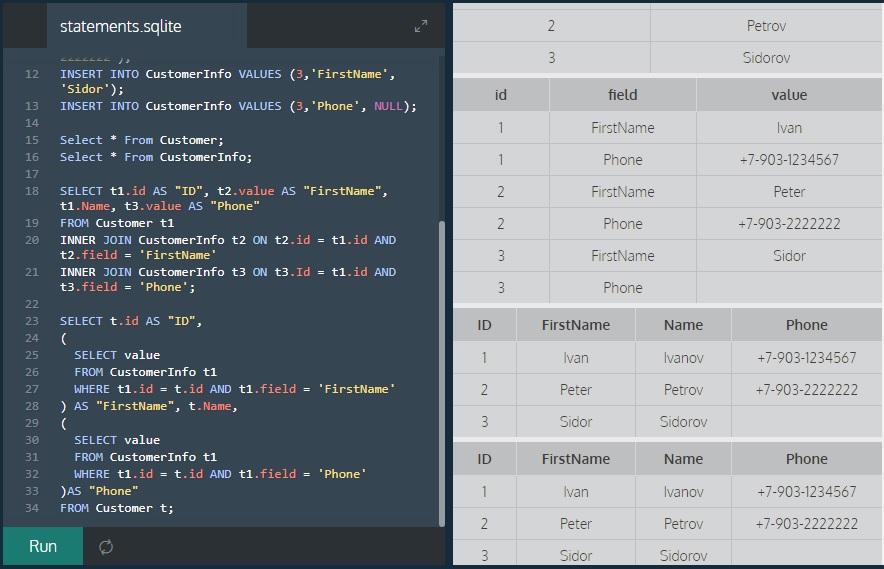 statements.sqlite
12 INSERT INTO CustomerInfo VALUES (3,'FirstName',
'Sidor');
13 INSERT INTO CustomerInfo VALUES (3,'Phone', NULL);
14
15 Select * From Customer;
16 Select * From CustomerInfo;
17
18 SELECT t1.id AS "ID", t2.value AS "FirstName",
t1.Name, t3.value AS "Phone"
19 FROM Customer t1
20 INNER JOIN CustomerInfo t2 ON t2.id = t1.id AND
t2.field = 'FirstName'
21 INNER JOIN CustomerInfo t3 ON t3.Id = t1.id AND
t3.field = 'Phone';
22
23 SELECT t.id AS "ID",
24 (
25 SELECT value
26 FROM CustomerInfo t1
27 WHERE t1.id = t.id AND t1.field = 'FirstName'
28 ) AS "FirstName", t.Name,
29 (
30 SELECT value
31 FROM CustomerInfo t1
32 WHERE t1.id = t.id AND t1.field = 'Phone'
33 )AS "Phone"
34 FROM Customer t;
Run
2 Petrov
3 Sidorov
id field value
1 FirstName Ivan
1 Phone +7-903-1234567
2 FirstName Peter
2 Phone +7-903-2222222
3 FirstName Sidor
3 Phone
ID FirstName Name Phone
1 Ivan Ivanov +7-903-1234567
2 Peter Petrov +7-903-2222222
3 Sidor Sidorov
ID FirstName Name Phone
1 Ivan Ivanov +7-903-1234567
2 Peter Petrov +7-903-2222222
3 Sidor Sidorov